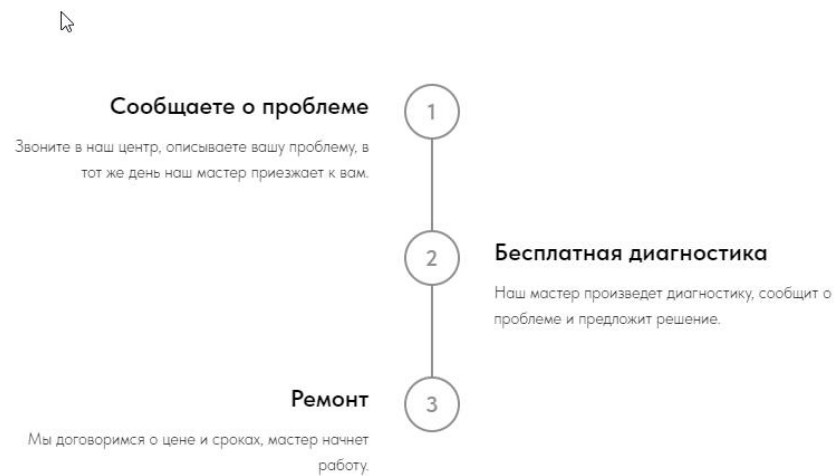 Сообщаете о проблеме
1
Звоните в наш центр, описываете вашу проблему, в
тот же день наш мастер приезжает к вам.
2
Бесплатная диагностика
Наш мастер произведет диагностику, сообщит о
проблеме и предложит решение.
Ремонт
3
Мы договоримся о цене и сроках, мастер начнет
работу.